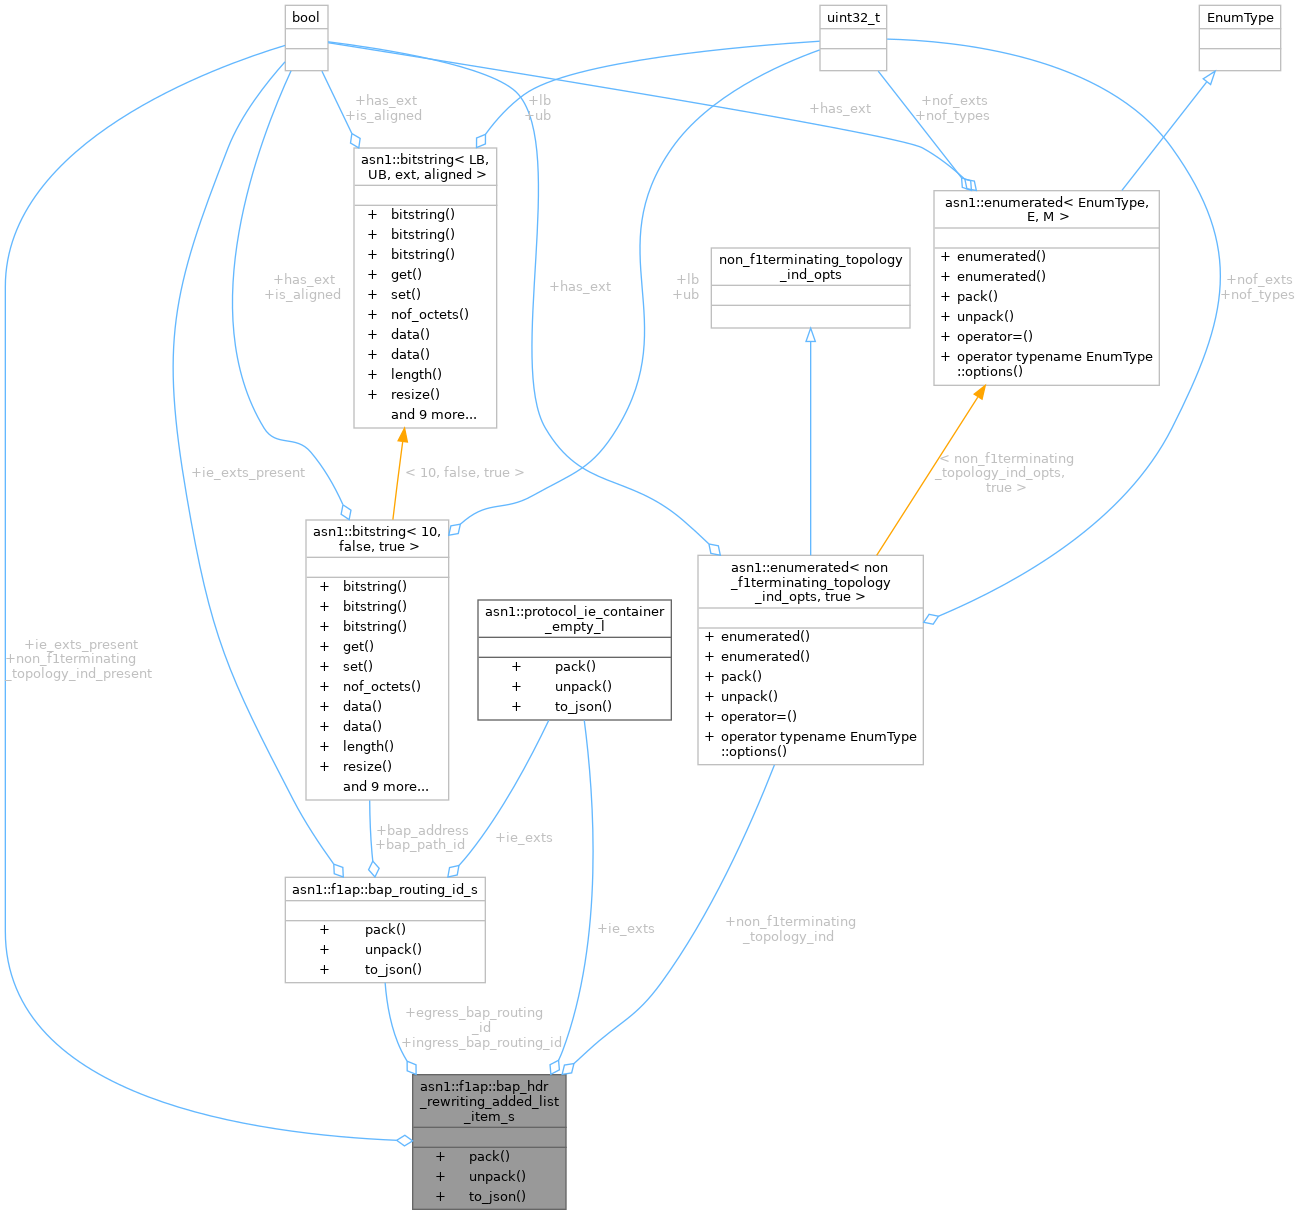 bool
uint32_t
EnumType
+has_ext
+is_aligned
+lb
+ub
+has_ext
+nof_exts
+nof_types
asn1::bitstring< LB,
UB, ext, aligned >
+ bitstring()
+ bitstring()
+ bitstring()
+ get()
+ set()
+ nof_octets()
+ data()
+ data()
+ length()
+ resize()
and 9 more...
asn1::enumerated< EnumType,
E, M >
+ enumerated()
+ enumerated()
+ pack()
+ unpack()
+ operator=()
+ operator typename EnumType
::options()
non_f1terminating_topology
_ind_opts
+has_ext
+is_aligned
+has_ext
+lb
+ub
+nof_exts
+nof_types
+ie_exts_present
< 10, false, true >
< non_f1terminating
_topology_ind_opts,
true >
asn1::bitstring< 10,
false, true >
+ bitstring()
+ bitstring()
+ bitstring()
+ get()
+ set()
+ nof_octets()
+ data()
+ data()
+ length()
+ resize()
and 9 more...
asn1::protocol_ie_container
_empty_l
+ pack()
+ unpack()
+ to_json()
asn1::enumerated< non
_f1terminating_topology
_ind_opts, true >
+ enumerated()
+ enumerated()
+ pack()
+ unpack()
+ operator=()
+ operator typename EnumType
::options()
+ie_exts_present
+non_f1terminating
_topology_ind_present
+bap_address
+bap_path_id
+ie_exts
asn1::f1ap::bap_routing_id_s
+ pack()
+ unpack()
+ to_json()
+ie_exts
+non_f1terminating
_topology_ind
+egress_bap_routing
_id
+ingress_bap_routing_id
asn1::f1ap::bap_hdr
_rewriting_added_list
_item_s
+ pack()
+ unpack()
+ to_json()